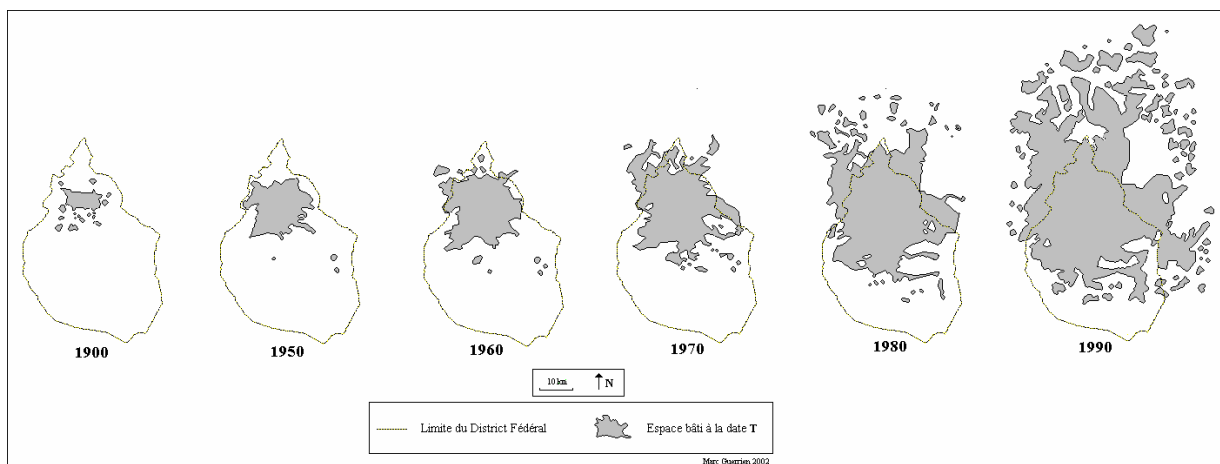 1900
1950
1960
1970
1980
1990
10 km
N
Limite du District Fédéral
Espace bâti à la date T
Marc Guerrien 2002